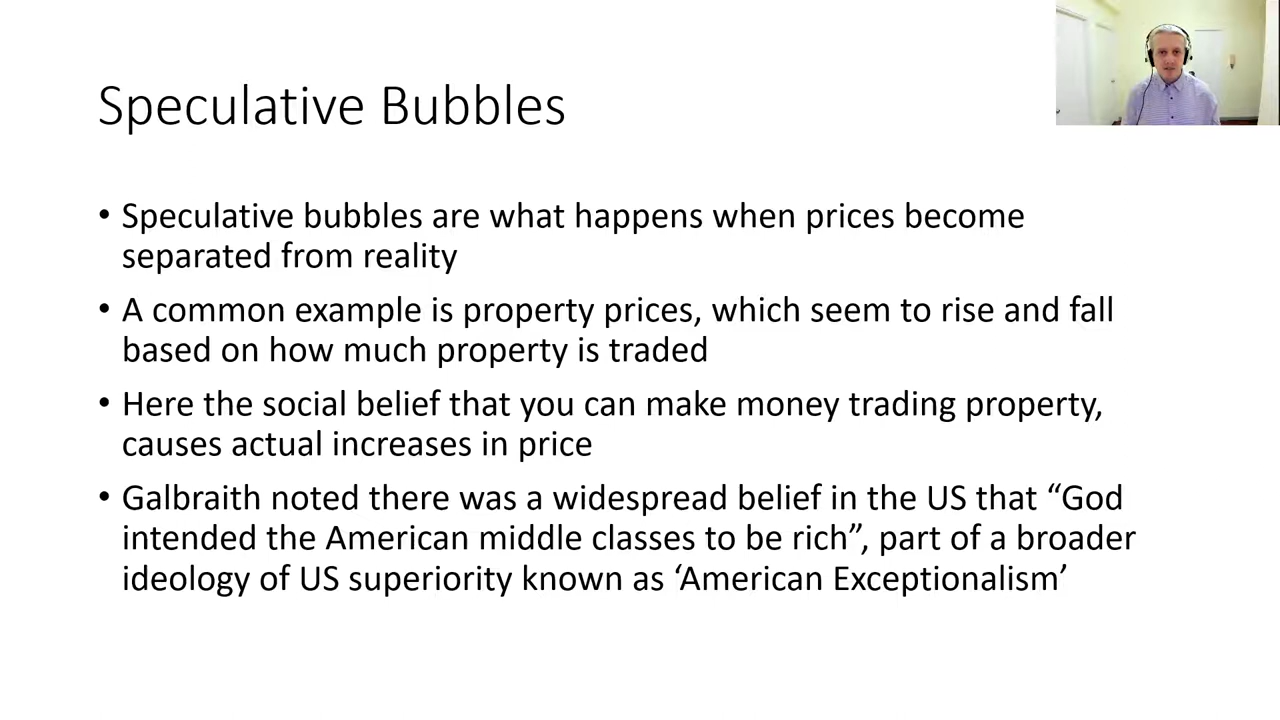 Speculative Bubbles
• Speculative bubbles are what happens when prices become
separated from reality
• A common example is property prices, which seem to rise and fall
based on how much property is traded
• Here the social belief that you can make money trading property,
causes actual increases in price
• Galbraith noted there was a widespread belief in the US that “God
intended the American middle classes to be rich”, part of a broader
ideology of US superiority known as ‘American Exceptionalism’